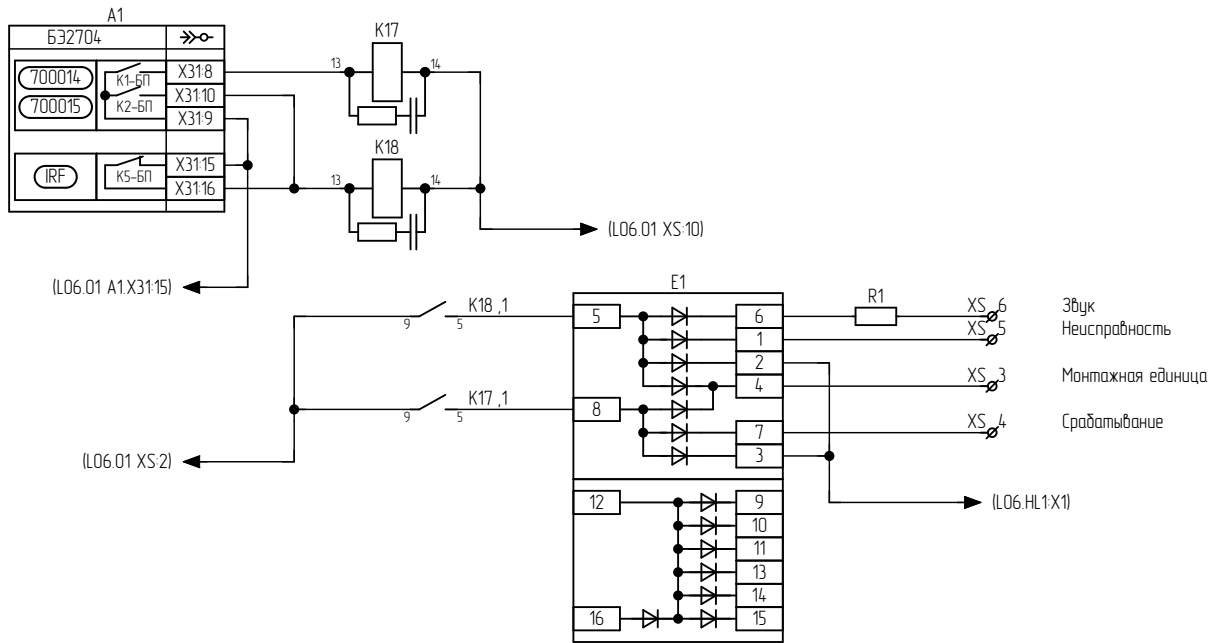 A1
БЭ2704
700014
700015
К1-БП
К2-БП
X31:8
X31:10
X31:9
IRF
К5-БП
X31:15
X31:16
K17
13
14
K18
13
14
(L06.01 XS:10)
(L06.01 A1.X31:15)
E1
K18 ,1
9
5
K17 ,1
9
5
(L06.01 XS:2)
5
8
6
1
2
4
7
3
12
16
9
10
11
13
14
15
R1
XS 6 Звук
XS 5 Неисправность
XS 3 Монтажная единица
XS 4 Срабатывание
(L06.HL1:X1)